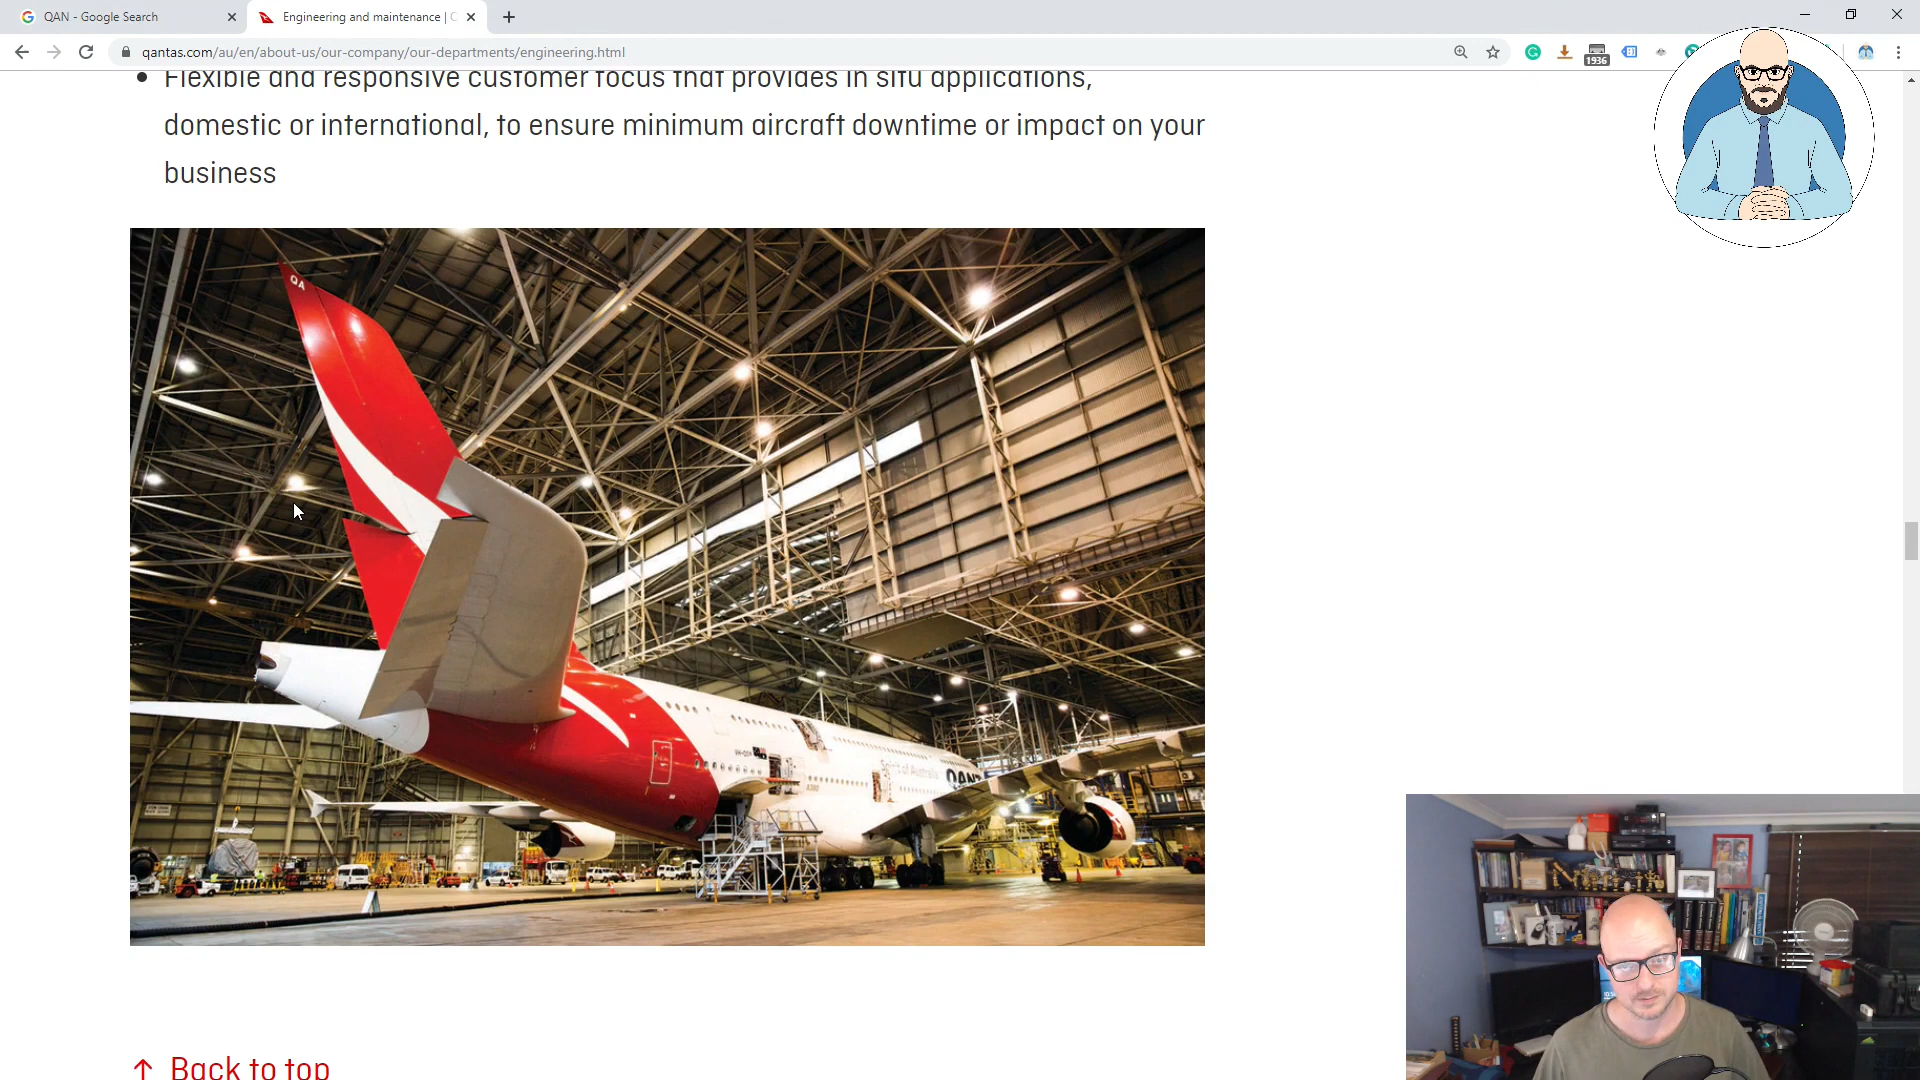 QAN - Google Search
Engineering and maintenance | Q
qantas.com/au/en/about-us/our-company/our-departments/engineering.html
1936
Flexible and responsive customer focus that provides in situ applications,
domestic or international, to ensure minimum aircraft downtime or impact on your
business
QA
Spirit of Australia
QANT
A380
↑ Back to top